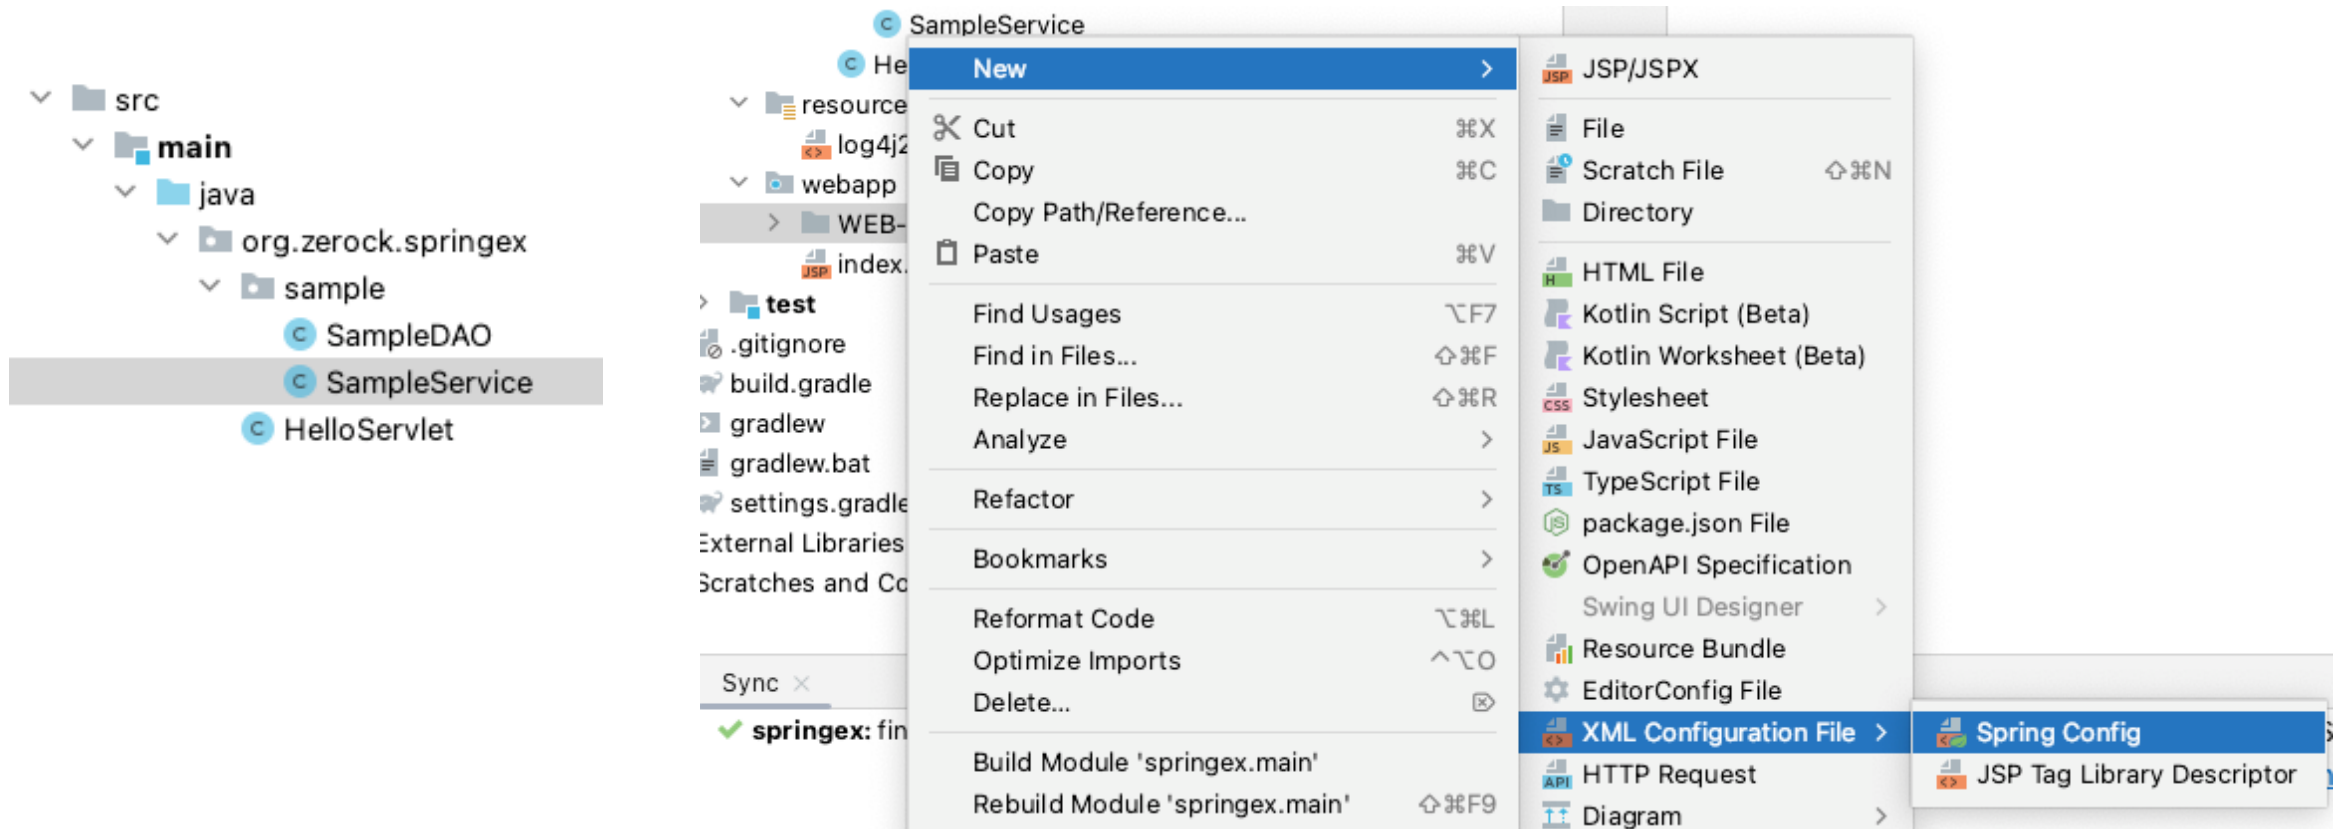 src
main
java
org.zerock.springex
sample
SampleDAO
SampleService
HelloServlet
SampleService
He
resource
log4j2
webapp
WEB-
index.
test
.gitignore
build.gradle
gradlew
gradlew.bat
settings.gradle
External Libraries
Scratches and Co
Sync
springex: fin
New
Cut ⌘X
Copy ⌘C
Copy Path/Reference...
Paste ⌘V
Find Usages ⌥F7
Find in Files... ⇧⌘F
Replace in Files... ⇧⌘R
Analyze
Refactor
Bookmarks
Reformat Code ⌥⌘L
Optimize Imports ^⌥O
Delete... ⌦
Build Module 'springex.main'
Rebuild Module 'springex.main' ⇧⌘F9
JSP/JSPX
File
Scratch File ⇧⌘N
Directory
HTML File
Kotlin Script (Beta)
Kotlin Worksheet (Beta)
Stylesheet
JavaScript File
TypeScript File
package.json File
OpenAPI Specification
Swing UI Designer
Resource Bundle
EditorConfig File
XML Configuration File
HTTP Request
Diagram
Spring Config
JSP Tag Library Descriptor